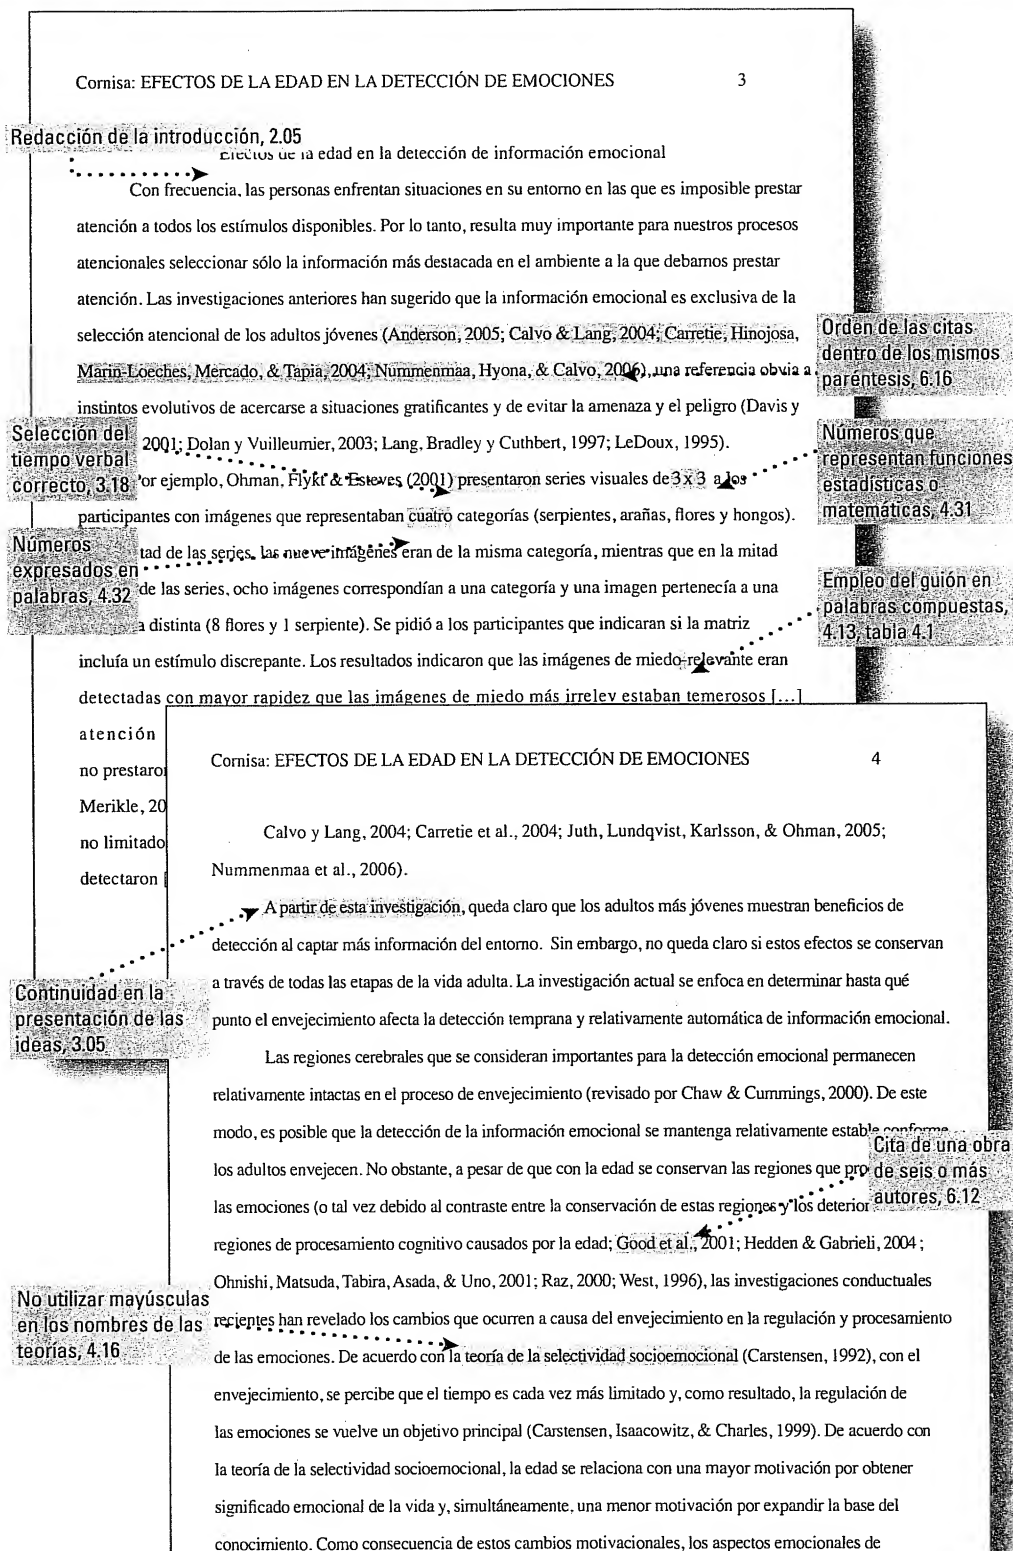 Cornisa: EFECTOS DE LA EDAD EN LA DETECCIÓN DE EMOCIONES 3
Redacción de la introducción, 2.05
Efectos de la edad en la detección de información emocional
Con frecuencia, las personas enfrentan situaciones en su entorno en las que es imposible prestar
atención a todos los estímulos disponibles. Por lo tanto, resulta muy importante para nuestros procesos
atencionales seleccionar sólo la información más destacada en el ambiente a la que debamos prestar
atención. Las investigaciones anteriores han sugerido que la información emocional es exclusiva de la
selección atencional de los adultos jóvenes (Anderson, 2005; Calvo & Lang, 2004; Carretie, Hinojosa,
Marin-Loeches, Mercado, & Tapia, 2004; Nummenmaa, Hyona, & Calvo, 2006), una referencia obvia a
instintos evolutivos de acercarse a situaciones gratificantes y de evitar la amenaza y el peligro (Davis y
2001; Dolan y Vuilleumier, 2003; Lang, Bradley y Cuthbert, 1997; LeDoux, 1995).
or ejemplo, Ohman, Flykt & Esteves (2001) presentaron series visuales de 3 x 3 a los
participantes con imágenes que representaban cuatro categorías (serpientes, arañas, flores y hongos).
tad de las series, las nueve imágenes eran de la misma categoría, mientras que en la mitad
de las series, ocho imágenes correspondían a una categoría y una imagen pertenecía a una
a distinta (8 flores y 1 serpiente). Se pidió a los participantes que indicaran si la matriz
incluía un estímulo discrepante. Los resultados indicaron que las imágenes de miedo-relevante eran
detectadas con mayor rapidez que las imágenes de miedo más irrelev estaban temerosos [...]
atención
no prestaron
Merikle, 20
no limitado
detectaron [
Orden de las citas
dentro de los mismos
paréntesis, 6.16
Selección del
tiempo verbal
correcto, 3.18
Números que
representan funciones
estadísticas o
matemáticas, 4.31
Números
expresados en
palabras, 4.32
Empleo del guión en
palabras compuestas,
4.13, tabla 4.1
Cornisa: EFECTOS DE LA EDAD EN LA DETECCIÓN DE EMOCIONES 4
Calvo y Lang, 2004; Carretie et al., 2004; Juth, Lundqvist, Karlsson, & Ohman, 2005;
Nummenmaa et al., 2006).
A partir de esta investigación, queda claro que los adultos más jóvenes muestran beneficios de
detección al captar más información del entorno. Sin embargo, no queda claro si estos efectos se conservan
a través de todas las etapas de la vida adulta. La investigación actual se enfoca en determinar hasta qué
punto el envejecimiento afecta la detección temprana y relativamente automática de información emocional.
Continuidad en la
presentación de las
ideas, 3.05
Las regiones cerebrales que se consideran importantes para la detección emocional permanecen
relativamente intactas en el proceso de envejecimiento (revisado por Chaw & Cummings, 2000). De este
modo, es posible que la detección de la información emocional se mantenga relativamente estable conforme
los adultos envejecen. No obstante, a pesar de que con la edad se conservan las regiones que pro
las emociones (o tal vez debido al contraste entre la conservación de estas regiones y los deterior
regiones de procesamiento cognitivo causados por la edad; Good et al., 2001; Hedden & Gabrieli, 2004;
Ohnishi, Matsuda, Tabira, Asada, & Uno, 2001; Raz, 2000; West, 1996), las investigaciones conductuales
recientes han revelado los cambios que ocurren a causa del envejecimiento en la regulación y procesamiento
de las emociones. De acuerdo con la teoría de la selectividad socioemocional (Carstensen, 1992), con el
envejecimiento, se percibe que el tiempo es cada vez más limitado y, como resultado, la regulación de
las emociones se vuelve un objetivo principal (Carstensen, Isaacowitz, & Charles, 1999). De acuerdo con
la teoría de la selectividad socioemocional, la edad se relaciona con una mayor motivación por obtener
significado emocional de la vida y, simultáneamente, una menor motivación por expandir la base del
conocimiento. Como consecuencia de estos cambios motivacionales, los aspectos emocionales de
Cita de una obra
de seis o más
autores, 6.12
No utilizar mayúsculas
en los nombres de las
teorías, 4.16